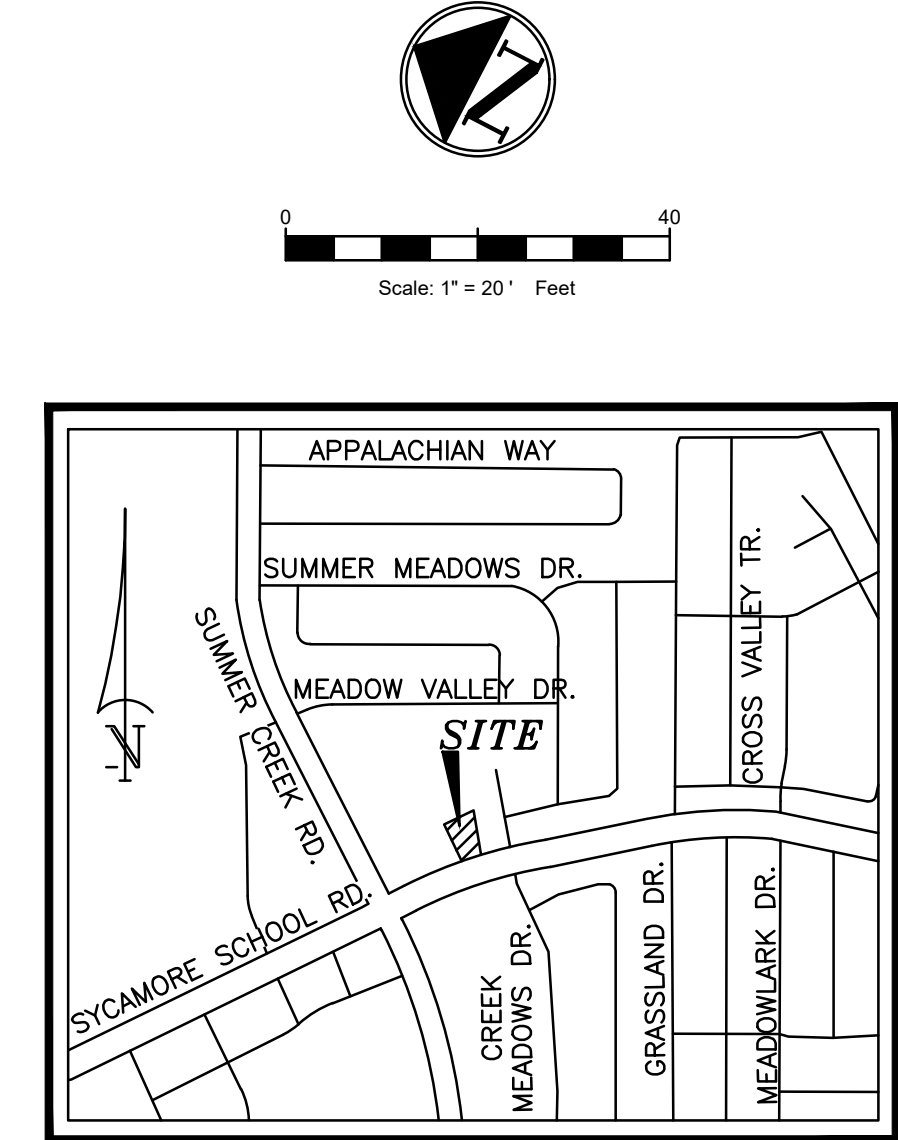 N
0 40
Scale: 1" = 20 ' Feet
APPALACHIAN WAY
SUMMER MEADOWS DR.
CROSS VALLEY TR.
SUMMER CREEK RD.
MEADOW VALLEY DR.
SITE
N
SYCAMORE SCHOOL RD.
CREEK
MEADOWS DR.
GRASSLAND DR.
MEADOWLARK DR.